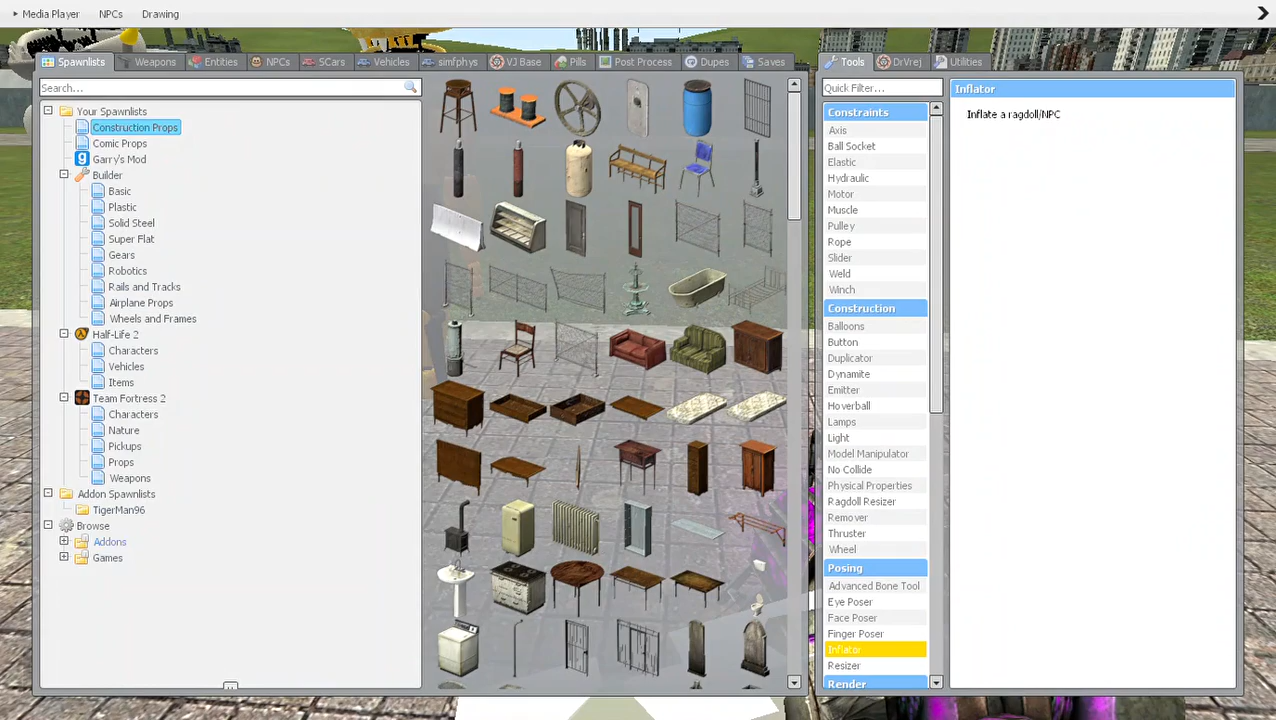 Media Player NPCs Drawing
Spawnlists Weapons Entities NPCs SCars Vehicles simfphys VJ Base Pills Post Process Dupes Saves
Search...
Your Spawnlists
Construction Props
Comic Props
Garry's Mod
Builder
Basic
Plastic
Solid Steel
Super Flat
Gears
Robotics
Rails and Tracks
Airplane Props
Wheels and Frames
Half-Life 2
Characters
Vehicles
Items
Team Fortress 2
Characters
Nature
Pickups
Props
Weapons
Addon Spawnlists
TigerMan96
Browse
Addons
Games
Tools DrVrej Utilities
Quick Filter...
Constraints
Axis
Ball Socket
Elastic
Hydraulic
Motor
Muscle
Pulley
Rope
Slider
Weld
Winch
Construction
Balloons
Button
Duplicator
Dynamite
Emitter
Hoverball
Lamps
Light
Model Manipulator
No Collide
Physical Properties
Ragdoll Resizer
Remover
Thruster
Wheel
Posing
Advanced Bone Tool
Eye Poser
Face Poser
Finger Poser
Inflator
Resizer
Render
Inflator
Inflate a ragdoll/NPC